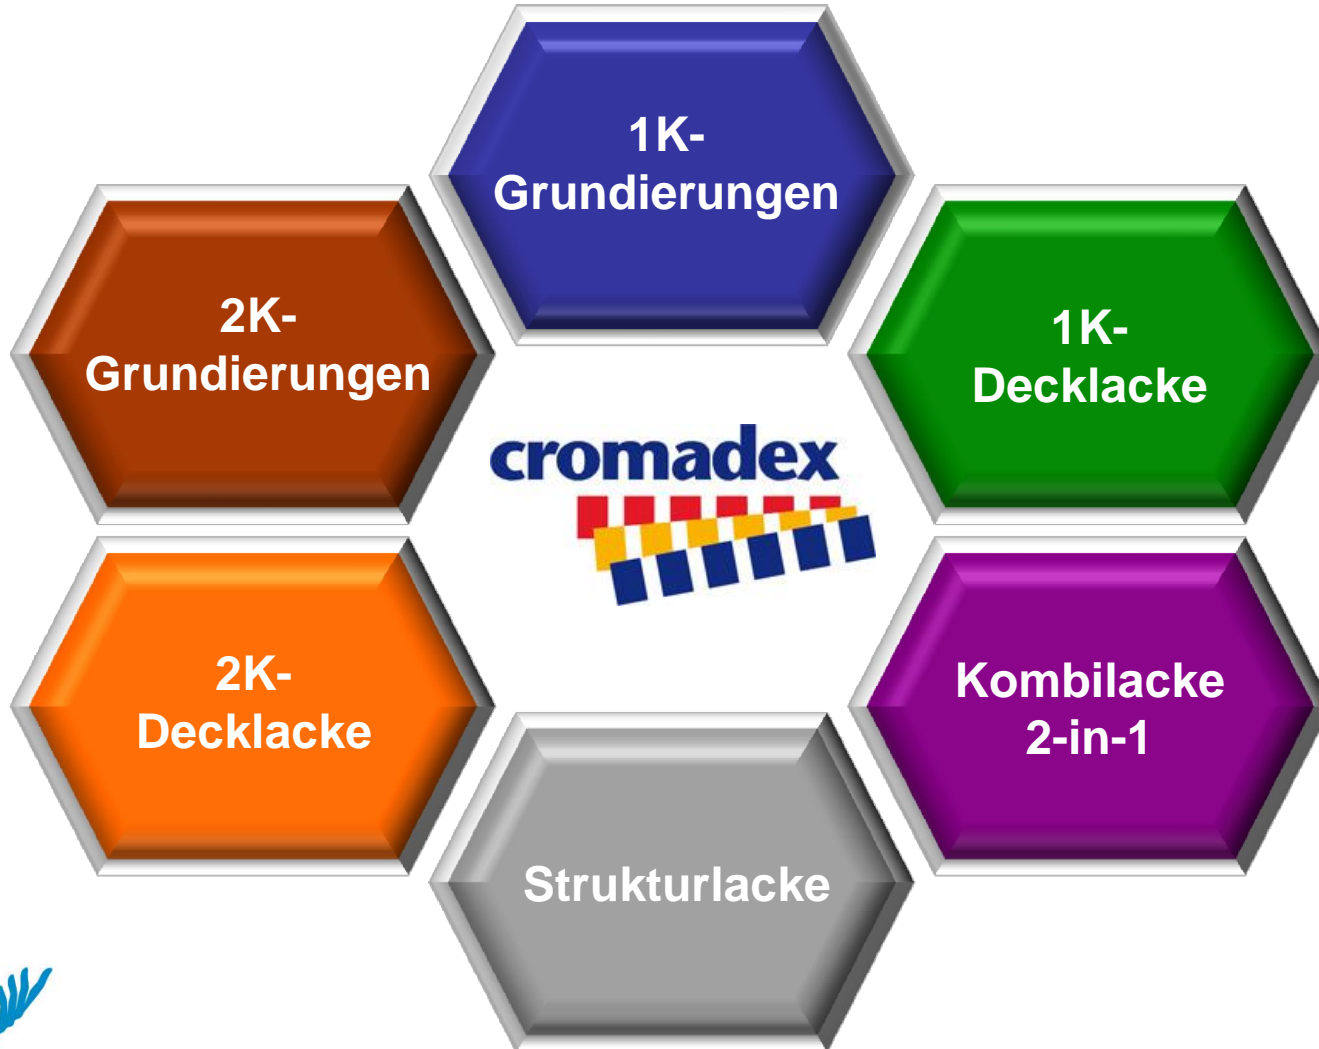 1K-
Grundierungen
2K-
Grundierungen
1K-
Decklacke
cromadex
2K-
Decklacke
Kombilacke
2-in-1
Strukturlacke